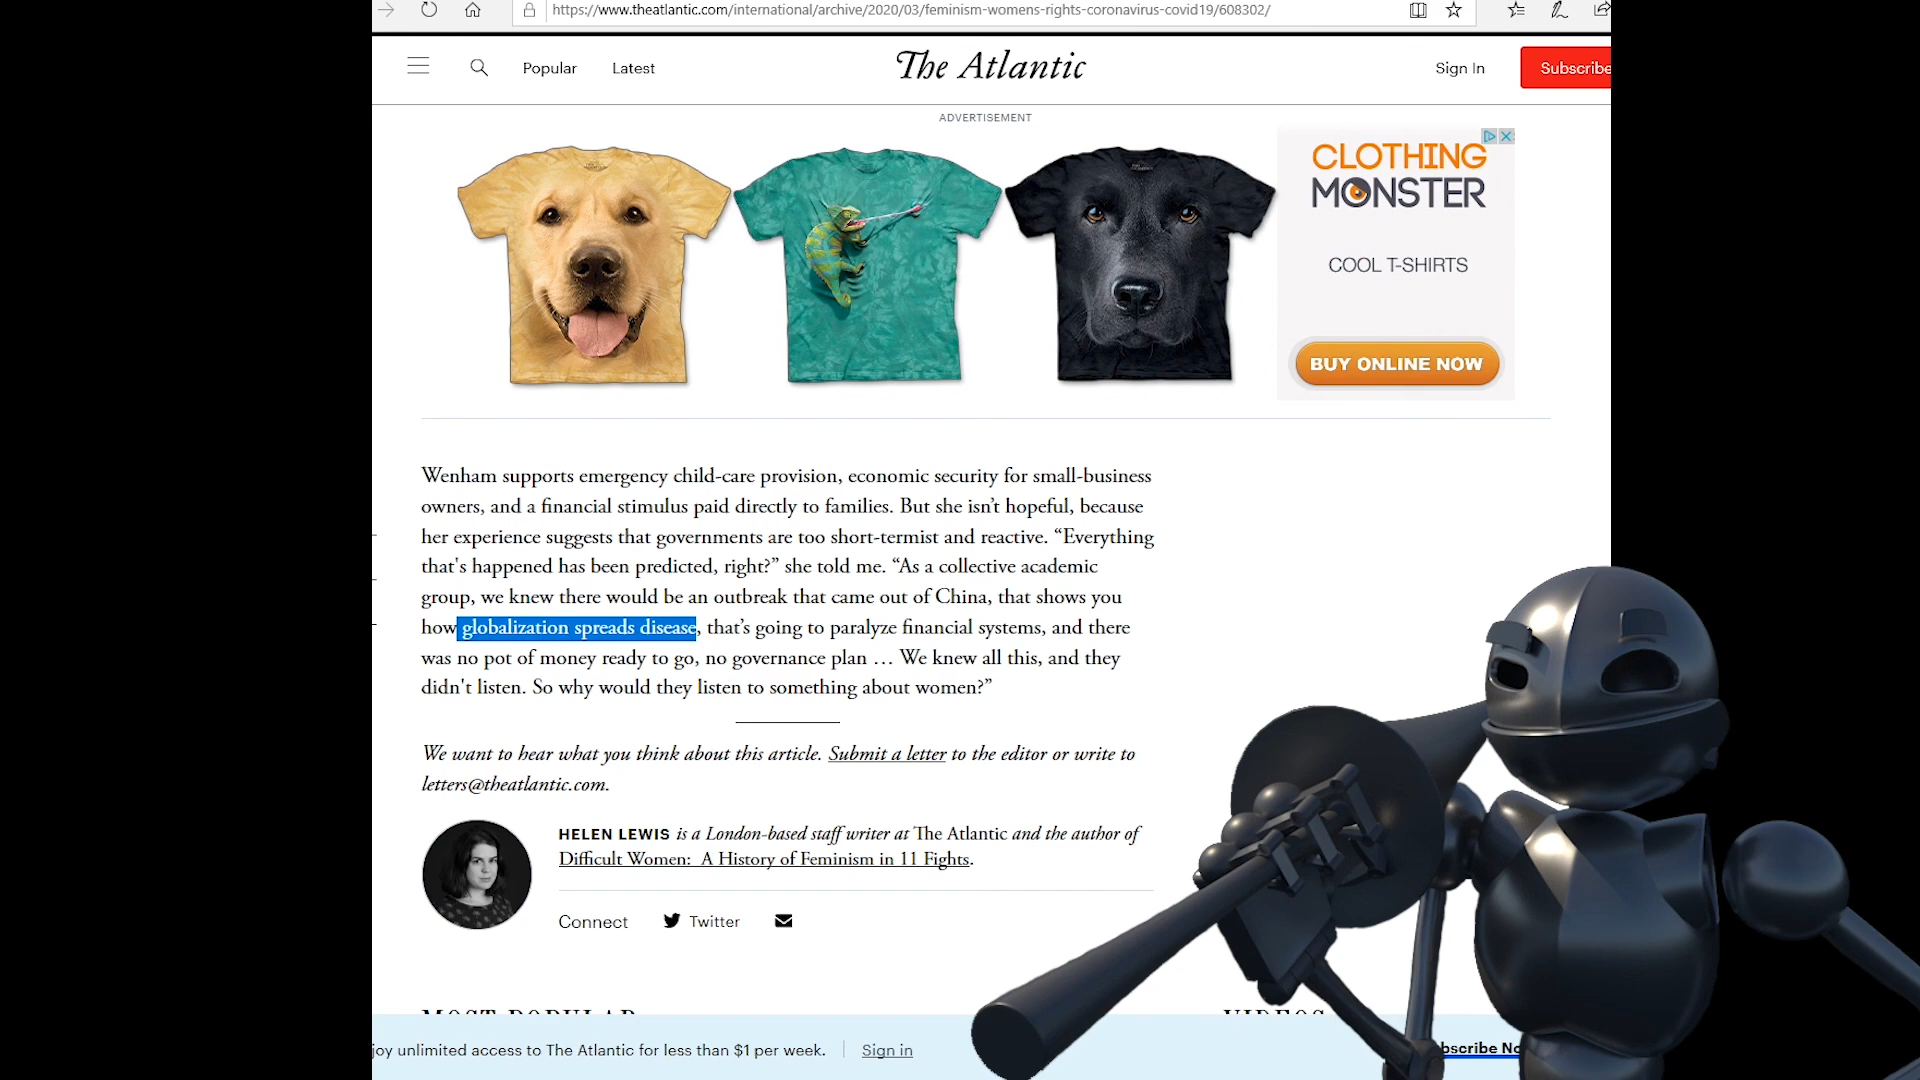 https://www.theatlantic.com/international/archive/2020/03/feminism-womens-rights-coronavirus-covid19/608302/
Popular
Latest
The Atlantic
Sign In
Subscribe
ADVERTISEMENT
CLOTHING
MONSTER
COOL T-SHIRTS
BUY ONLINE NOW
Wenham supports emergency child-care provision, economic security for small-business
owners, and a financial stimulus paid directly to families. But she isn’t hopeful, because
her experience suggests that governments are too short-termist and reactive. “Everything
that's happened has been predicted, right?” she told me. “As a collective academic
group, we knew there would be an outbreak that came out of China, that shows you
how globalization spreads disease, that’s going to paralyze financial systems, and there
was no pot of money ready to go, no governance plan … We knew all this, and they
didn't listen. So why would they listen to something about women?”
We want to hear what you think about this article. Submit a letter to the editor or write to
letters@theatlantic.com.
HELEN LEWIS is a London-based staff writer at The Atlantic and the author of
Difficult Women: A History of Feminism in 11 Fights.
Connect
Twitter
MOST POPULAR
VIDEOS
joy unlimited access to The Atlantic for less than $1 per week.
Sign in
bscribe No